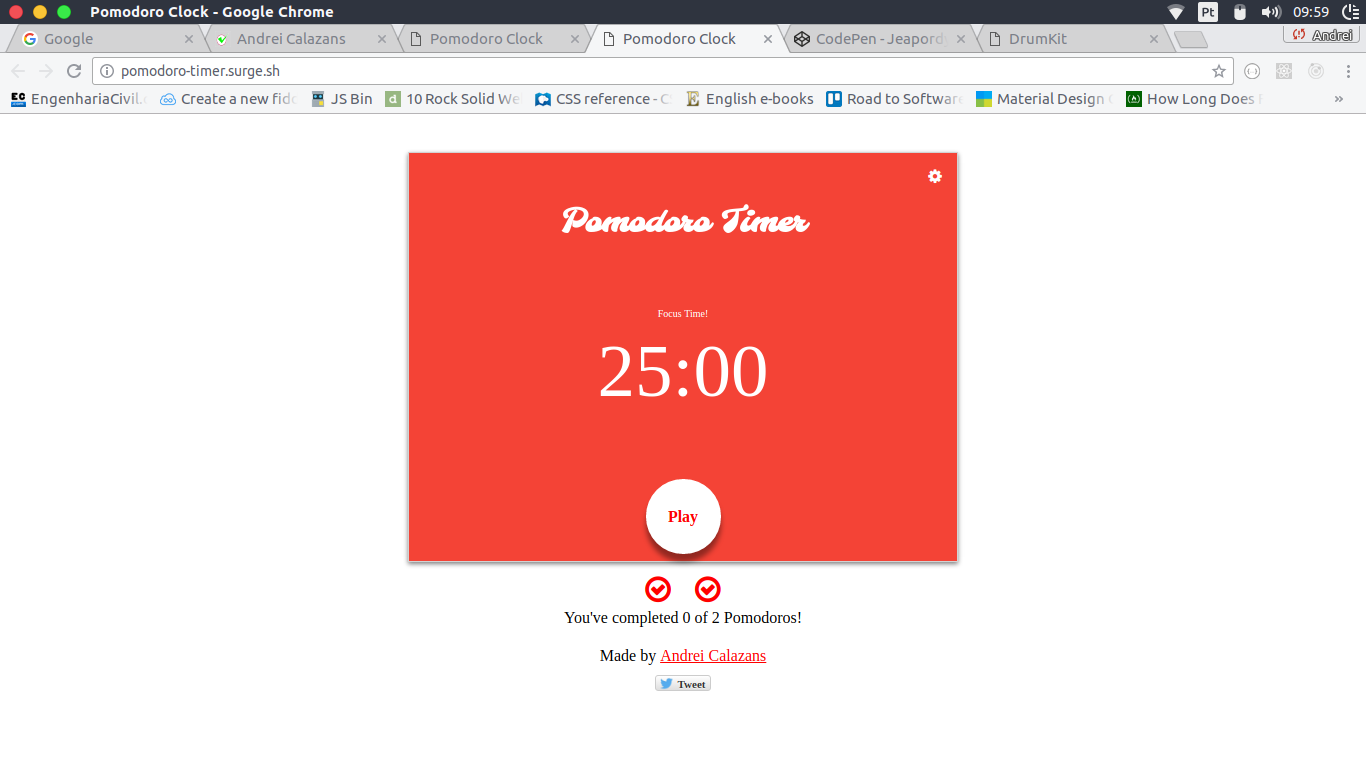 Pomodoro Clock - Google Chrome
Pt
09:59
Google
Andrei Calazans
Pomodoro Clock
Pomodoro Clock
CodePen - Jeapord
DrumKit
Andrei
pomodoro-timer.surge.sh
EngenhariaCivil.
Create a new fidd
JS Bin
10 Rock Solid We
CSS reference - C
English e-books
Road to Softwar
Material Design
How Long Does
»
Pomodoro Timer
Focus Time!
25:00
Play
You've completed 0 of 2 Pomodoros!
Made by Andrei Calazans
Tweet